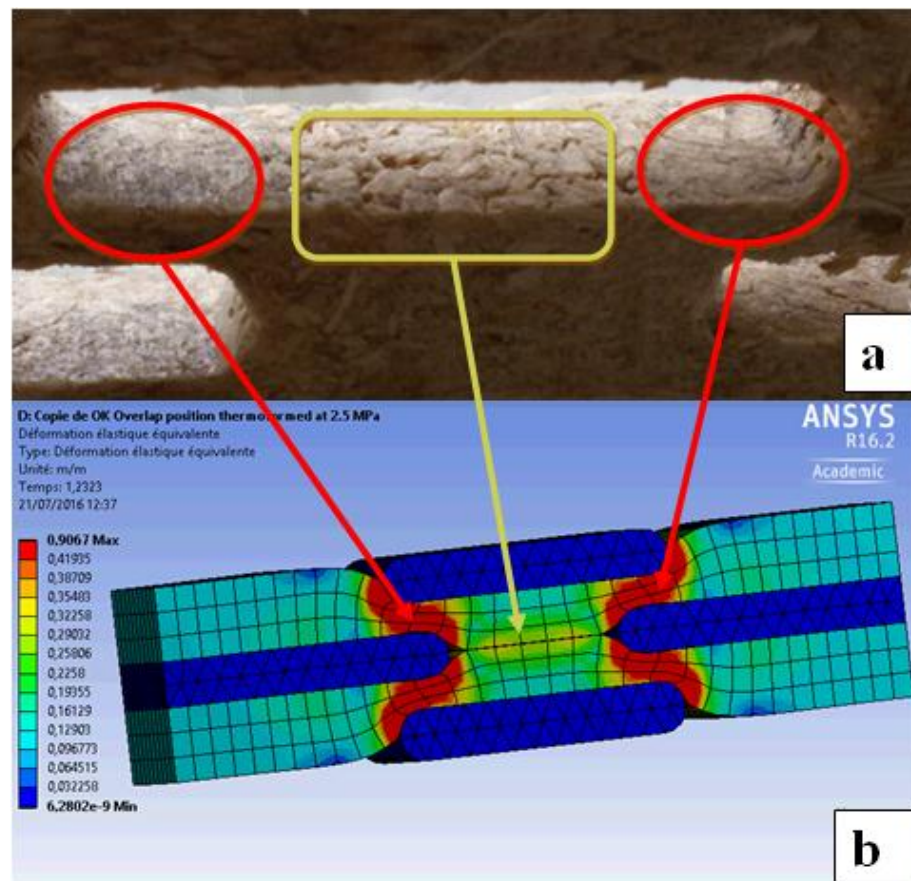 a
D: Copie de OK Overlap position thermoformed at 2.5 MPa
Déformation élastique équivalente
Type: Déformation élastique équivalente
Unité: m/m
Temps: 1,2323
21/07/2016 12:37
ANSYS
R16.2
Academic
0,9067 Max
0,41935
0,38709
0,35483
0,32258
0,29032
0,25806
0,2258
0,19355
0,16129
0,12903
0,096773
0,064515
0,032258
6,2802e-9 Min
b